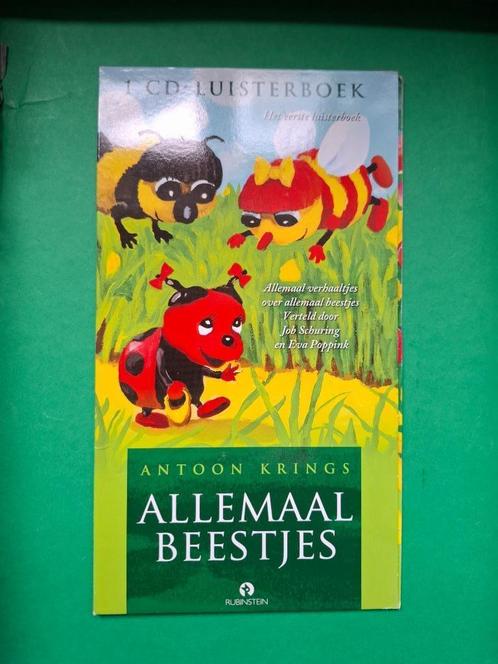 1 CD-LUISTERBOEK
Het eerste luisterboek
Allemaal verhaaltjes
over allemaal beestjes
Verteld door
Job Schuring
en Eva Poppink
ANTOON KRINGS
ALLEMAAL
BEESTJES
RUBINSTEIN